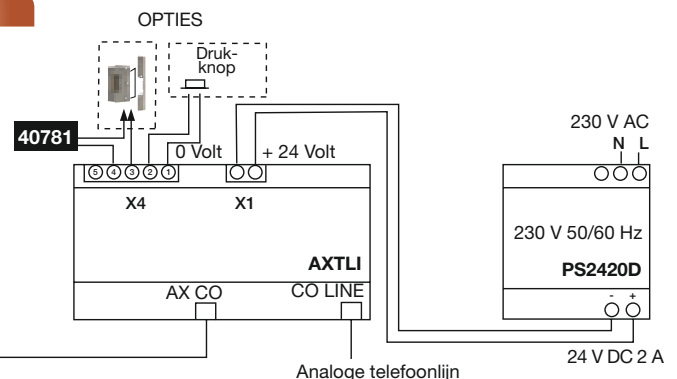 OPTIES
Druk-
knop
40781
0 Volt
+ 24 Volt
5 4 3 2 1
X4
X1
AXTLI
AX CO
CO LINE
Analoge telefoonlijn
230 V AC
N L
230 V 50/60 Hz
PS2420D
- +
24 V DC 2 A